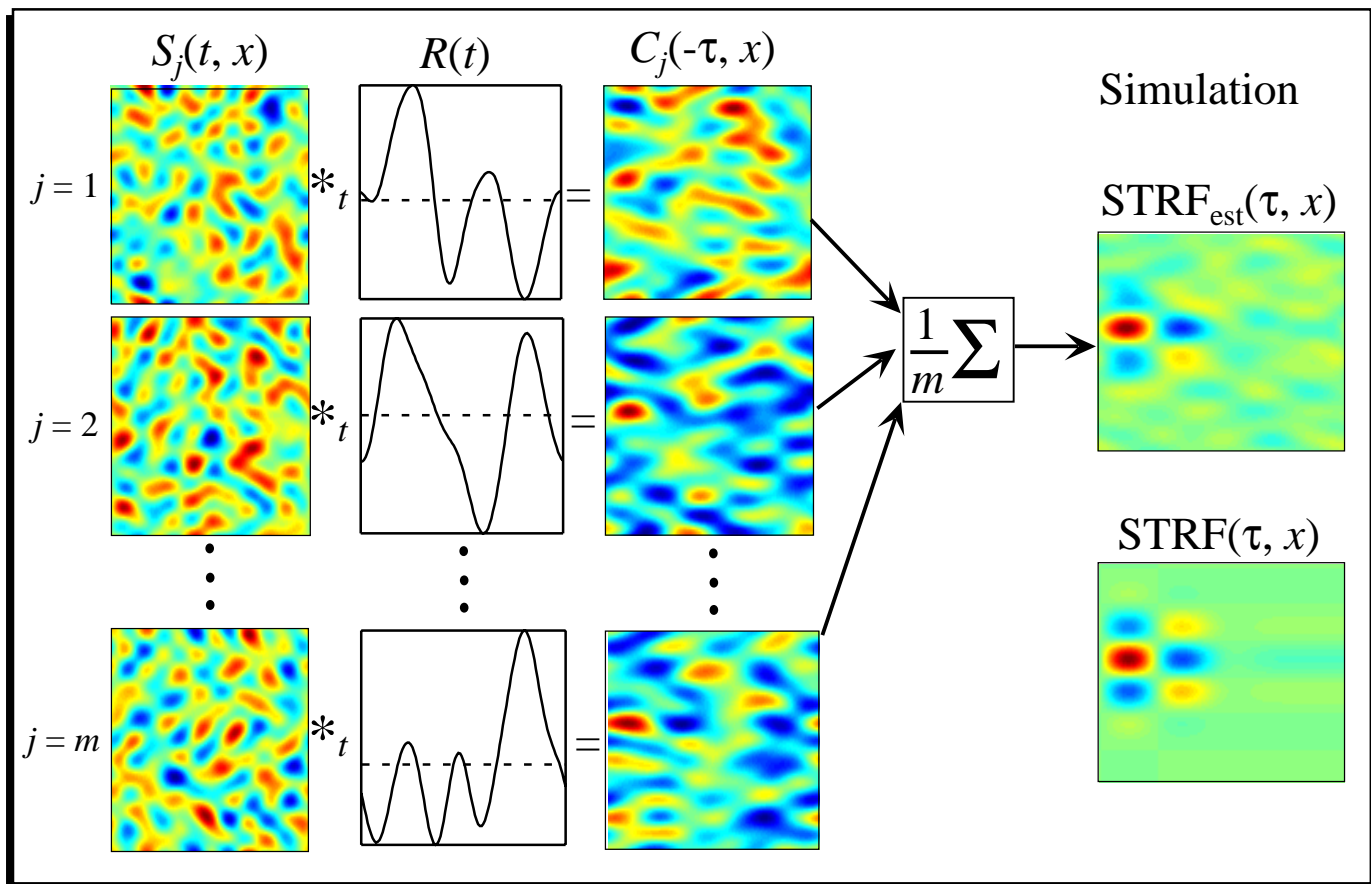 S_j(t, x) R(t) C_j(-τ, x)
Simulation
j = 1 *_t =
STRF_est(τ, x)
1/m Σ
j = 2 *_t =
STRF(τ, x)
j = m *_t =